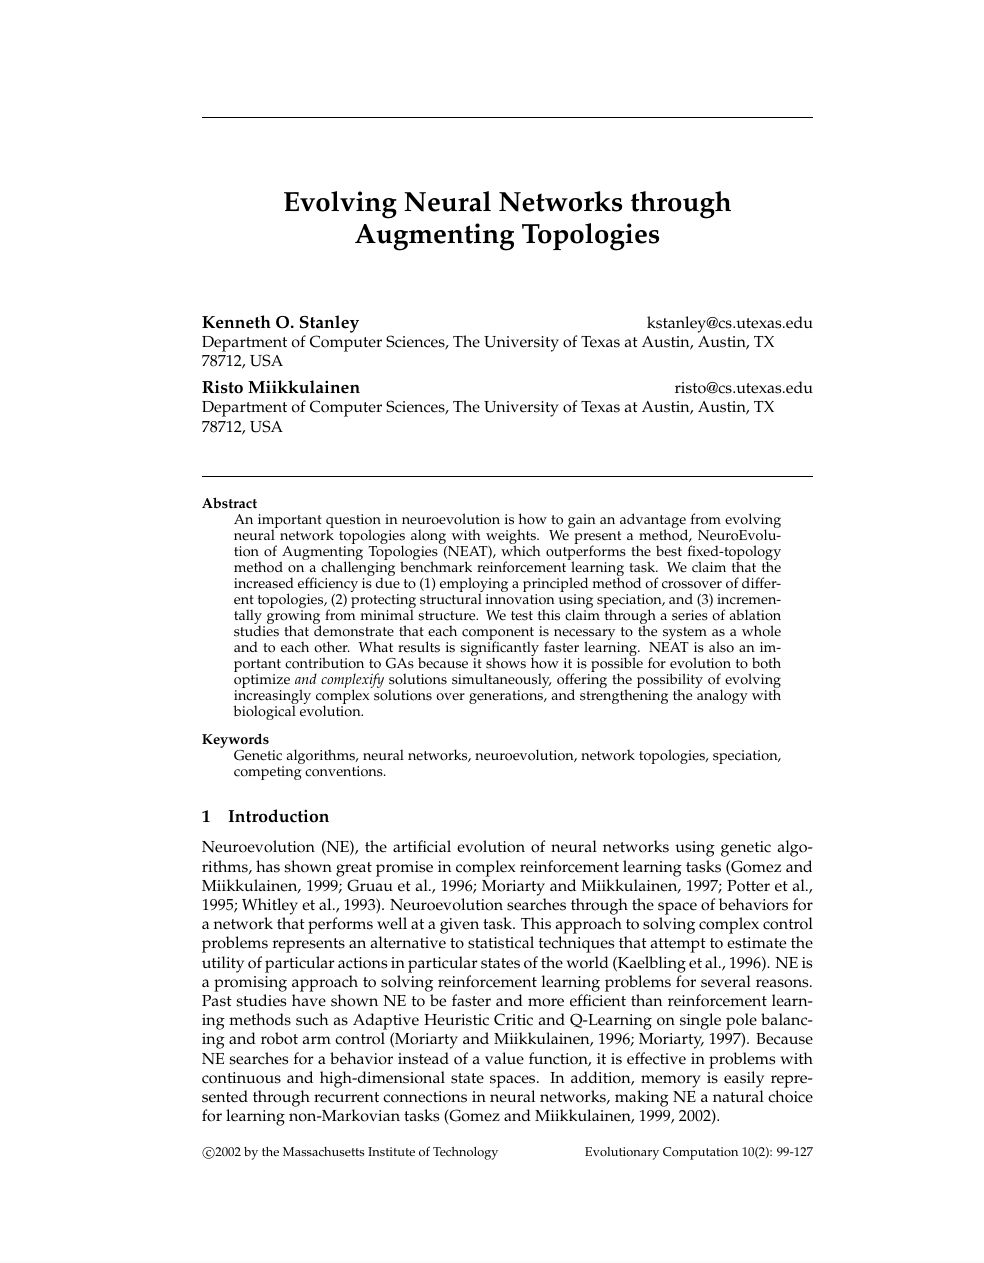 Evolving Neural Networks through
Augmenting Topologies
Kenneth O. Stanley kstanley@cs.utexas.edu
Department of Computer Sciences, The University of Texas at Austin, Austin, TX
78712, USA
Risto Miikkulainen risto@cs.utexas.edu
Department of Computer Sciences, The University of Texas at Austin, Austin, TX
78712, USA
Abstract
An important question in neuroevolution is how to gain an advantage from evolving
neural network topologies along with weights. We present a method, NeuroEvolu-
tion of Augmenting Topologies (NEAT), which outperforms the best fixed-topology
method on a challenging benchmark reinforcement learning task. We claim that the
increased efficiency is due to (1) employing a principled method of crossover of differ-
ent topologies, (2) protecting structural innovation using speciation, and (3) incremen-
tally growing from minimal structure. We test this claim through a series of ablation
studies that demonstrate that each component is necessary to the system as a whole
and to each other. What results is significantly faster learning. NEAT is also an im-
portant contribution to GAs because it shows how it is possible for evolution to both
optimize and complexify solutions simultaneously, offering the possibility of evolving
increasingly complex solutions over generations, and strengthening the analogy with
biological evolution.
Keywords
Genetic algorithms, neural networks, neuroevolution, network topologies, speciation,
competing conventions.
1 Introduction
Neuroevolution (NE), the artificial evolution of neural networks using genetic algo-
rithms, has shown great promise in complex reinforcement learning tasks (Gomez and
Miikkulainen, 1999; Gruau et al., 1996; Moriarty and Miikkulainen, 1997; Potter et al.,
1995; Whitley et al., 1993). Neuroevolution searches through the space of behaviors for
a network that performs well at a given task. This approach to solving complex control
problems represents an alternative to statistical techniques that attempt to estimate the
utility of particular actions in particular states of the world (Kaelbling et al., 1996). NE is
a promising approach to solving reinforcement learning problems for several reasons.
Past studies have shown NE to be faster and more efficient than reinforcement learn-
ing methods such as Adaptive Heuristic Critic and Q-Learning on single pole balanc-
ing and robot arm control (Moriarty and Miikkulainen, 1996; Moriarty, 1997). Because
NE searches for a behavior instead of a value function, it is effective in problems with
continuous and high-dimensional state spaces. In addition, memory is easily repre-
sented through recurrent connections in neural networks, making NE a natural choice
for learning non-Markovian tasks (Gomez and Miikkulainen, 1999, 2002).
©2002 by the Massachusetts Institute of Technology Evolutionary Computation 10(2): 99-127